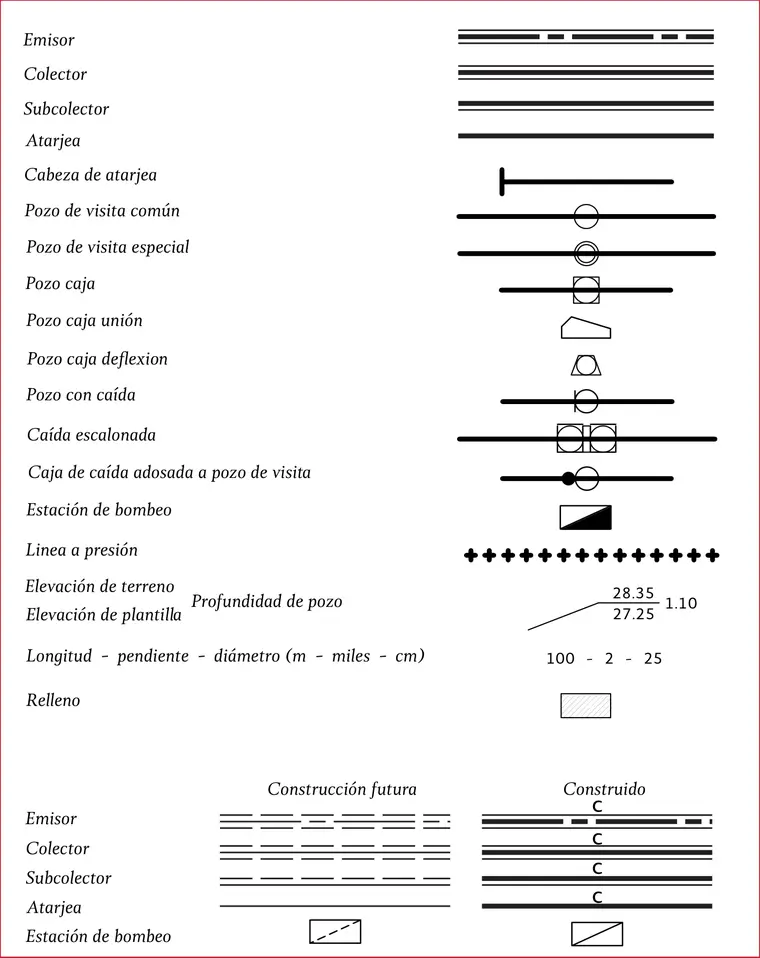 Emisor
Colector
Subcolector
Atarjea
Cabeza de atarjea
Pozo de visita común
Pozo de visita especial
Pozo caja
Pozo caja unión
Pozo caja deflexion
Pozo con caída
Caída escalonada
Caja de caída adosada a pozo de visita
Estación de bombeo
Linea a presión
Elevación de terreno
Elevación de plantilla
Profundidad de pozo
28.35
27.25
1.10
Longitud - pendiente - diámetro (m - miles - cm)
100 - 2 - 25
Relleno
Construcción futura
Construido
Emisor
C
Colector
C
Subcolector
C
Atarjea
C
Estación de bombeo